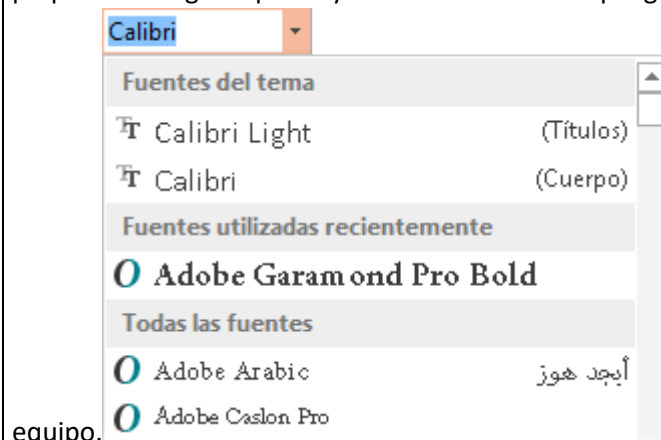 Calibri
Fuentes del tema
Calibri Light (Títulos)
Calibri (Cuerpo)
Fuentes utilizadas recientemente
Adobe Garamond Pro Bold
Todas las fuentes
Adobe Arabic أيجد هوز
Adobe Caslon Pro
equipo.